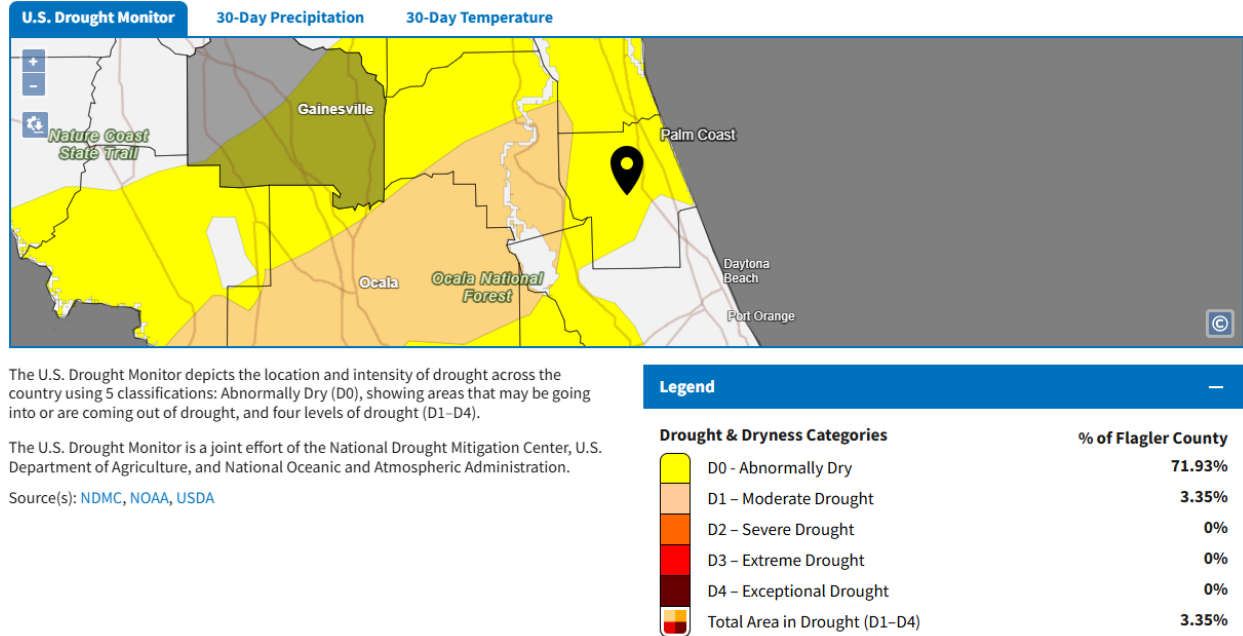 U.S. Drought Monitor
30-Day Precipitation
30-Day Temperature
+
−
Gainesville
Nature Coast
State Trail
Palm Coast
Ocala
Ocala National
Forest
Daytona
Beach
Port Orange
©
The U.S. Drought Monitor depicts the location and intensity of drought across the
country using 5 classifications: Abnormally Dry (D0), showing areas that may be going
into or are coming out of drought, and four levels of drought (D1–D4).
The U.S. Drought Monitor is a joint effort of the National Drought Mitigation Center, U.S.
Department of Agriculture, and National Oceanic and Atmospheric Administration.
Source(s): NDMC, NOAA, USDA
Legend −
Drought & Dryness Categories % of Flagler County
D0 - Abnormally Dry 71.93%
D1 – Moderate Drought 3.35%
D2 – Severe Drought 0%
D3 – Extreme Drought 0%
D4 – Exceptional Drought 0%
Total Area in Drought (D1–D4) 3.35%